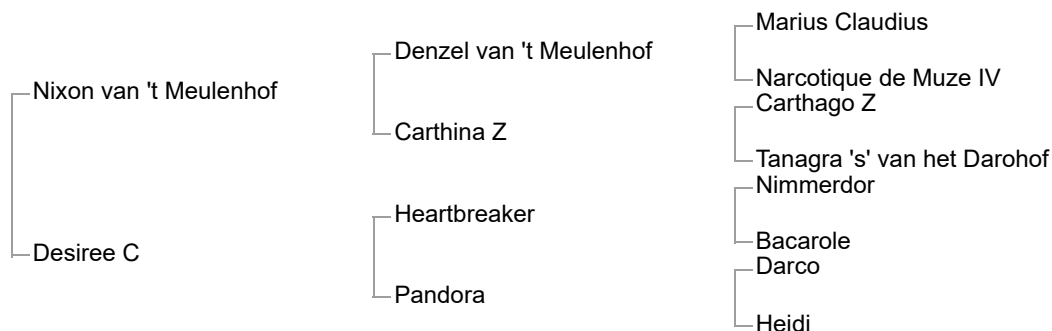 Nixon van 't Meulenhof
Desiree C
Denzel van 't Meulenhof
Carthina Z
Heartbreaker
Pandora
Marius Claudius
Narcotique de Muze IV
Carthago Z
Tanagra 's' van het Darohof
Nimmerdor
Bacarole
Darco
Heidi